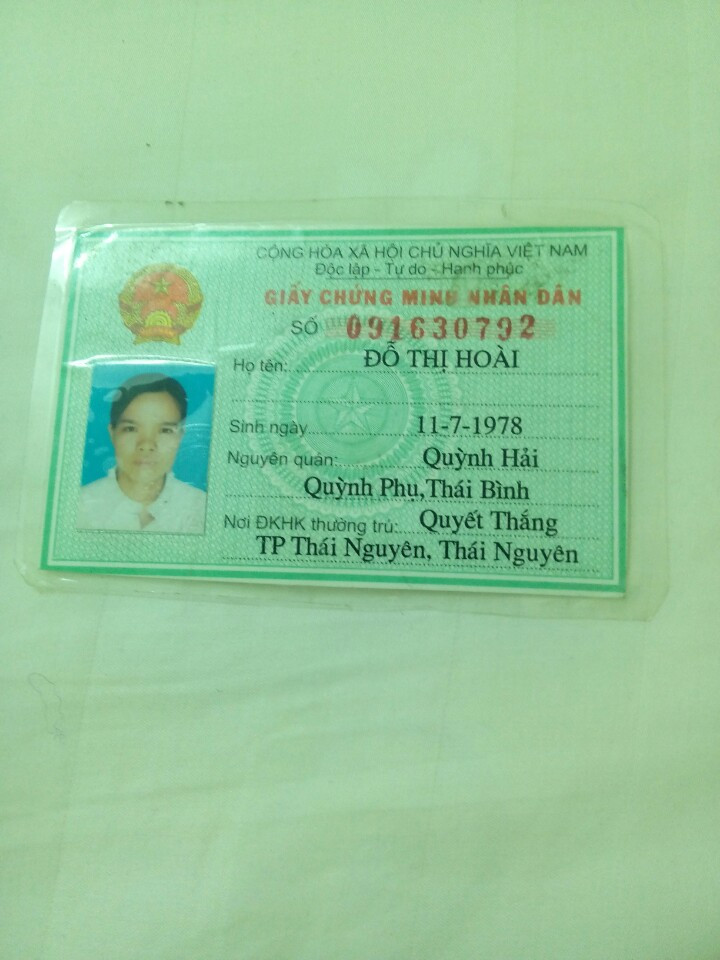 CỘNG HÒA XÃ HỘI CHỦ NGHĨA VIỆT NAM
Độc lập - Tự do - Hạnh phúc
GIẤY CHỨNG MINH NHÂN DÂN
SỐ 091630792
Họ tên: ĐỖ THỊ HOÀI
Sinh ngày 11-7-1978
Nguyên quán: Quỳnh Hải
Quỳnh Phụ,Thái Bình
Nơi ĐKHK thường trú: Quyết Thắng
TP Thái Nguyên, Thái Nguyên